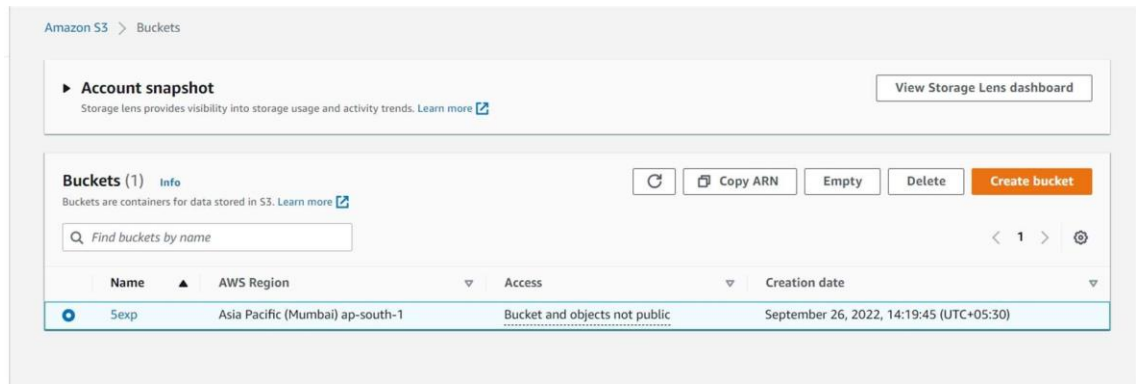 Amazon S3 > Buckets
Account snapshot
View Storage Lens dashboard
Storage lens provides visibility into storage usage and activity trends. Learn more
Buckets (1) Info
Copy ARN Empty Delete Create bucket
Buckets are containers for data stored in S3. Learn more
Find buckets by name
< 1 >
Name AWS Region Access Creation date
5exp Asia Pacific (Mumbai) ap-south-1 Bucket and objects not public September 26, 2022, 14:19:45 (UTC+05:30)